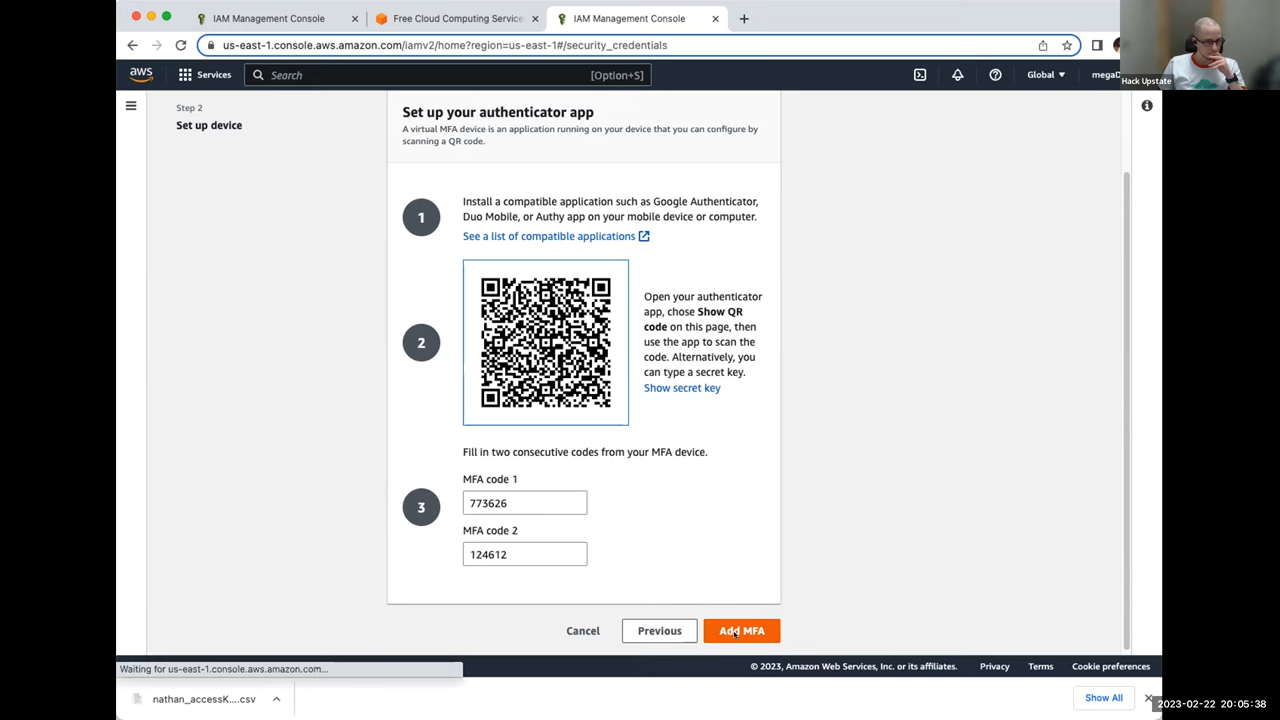 IAM Management Console
Free Cloud Computing Service
IAM Management Console
us-east-1.console.aws.amazon.com/iamv2/home?region=us-east-1#/security_credentials
Hack Upstate
aws
Services
Search
[Option+S]
Global
megaD
Step 2
Set up device
Set up your authenticator app
A virtual MFA device is an application running on your device that you can configure by
scanning a QR code.
1
Install a compatible application such as Google Authenticator,
Duo Mobile, or Authy app on your mobile device or computer.
See a list of compatible applications
2
Open your authenticator
app, chose Show QR
code on this page, then
use the app to scan the
code. Alternatively, you
can type a secret key.
Show secret key
Fill in two consecutive codes from your MFA device.
3
MFA code 1
773626
MFA code 2
124612
Cancel
Previous
Add MFA
Waiting for us-east-1.console.aws.amazon.com...
© 2023, Amazon Web Services, Inc. or its affiliates.
Privacy
Terms
Cookie preferences
nathan_accessK....csv
Show All
2023-02-22 20:05:38